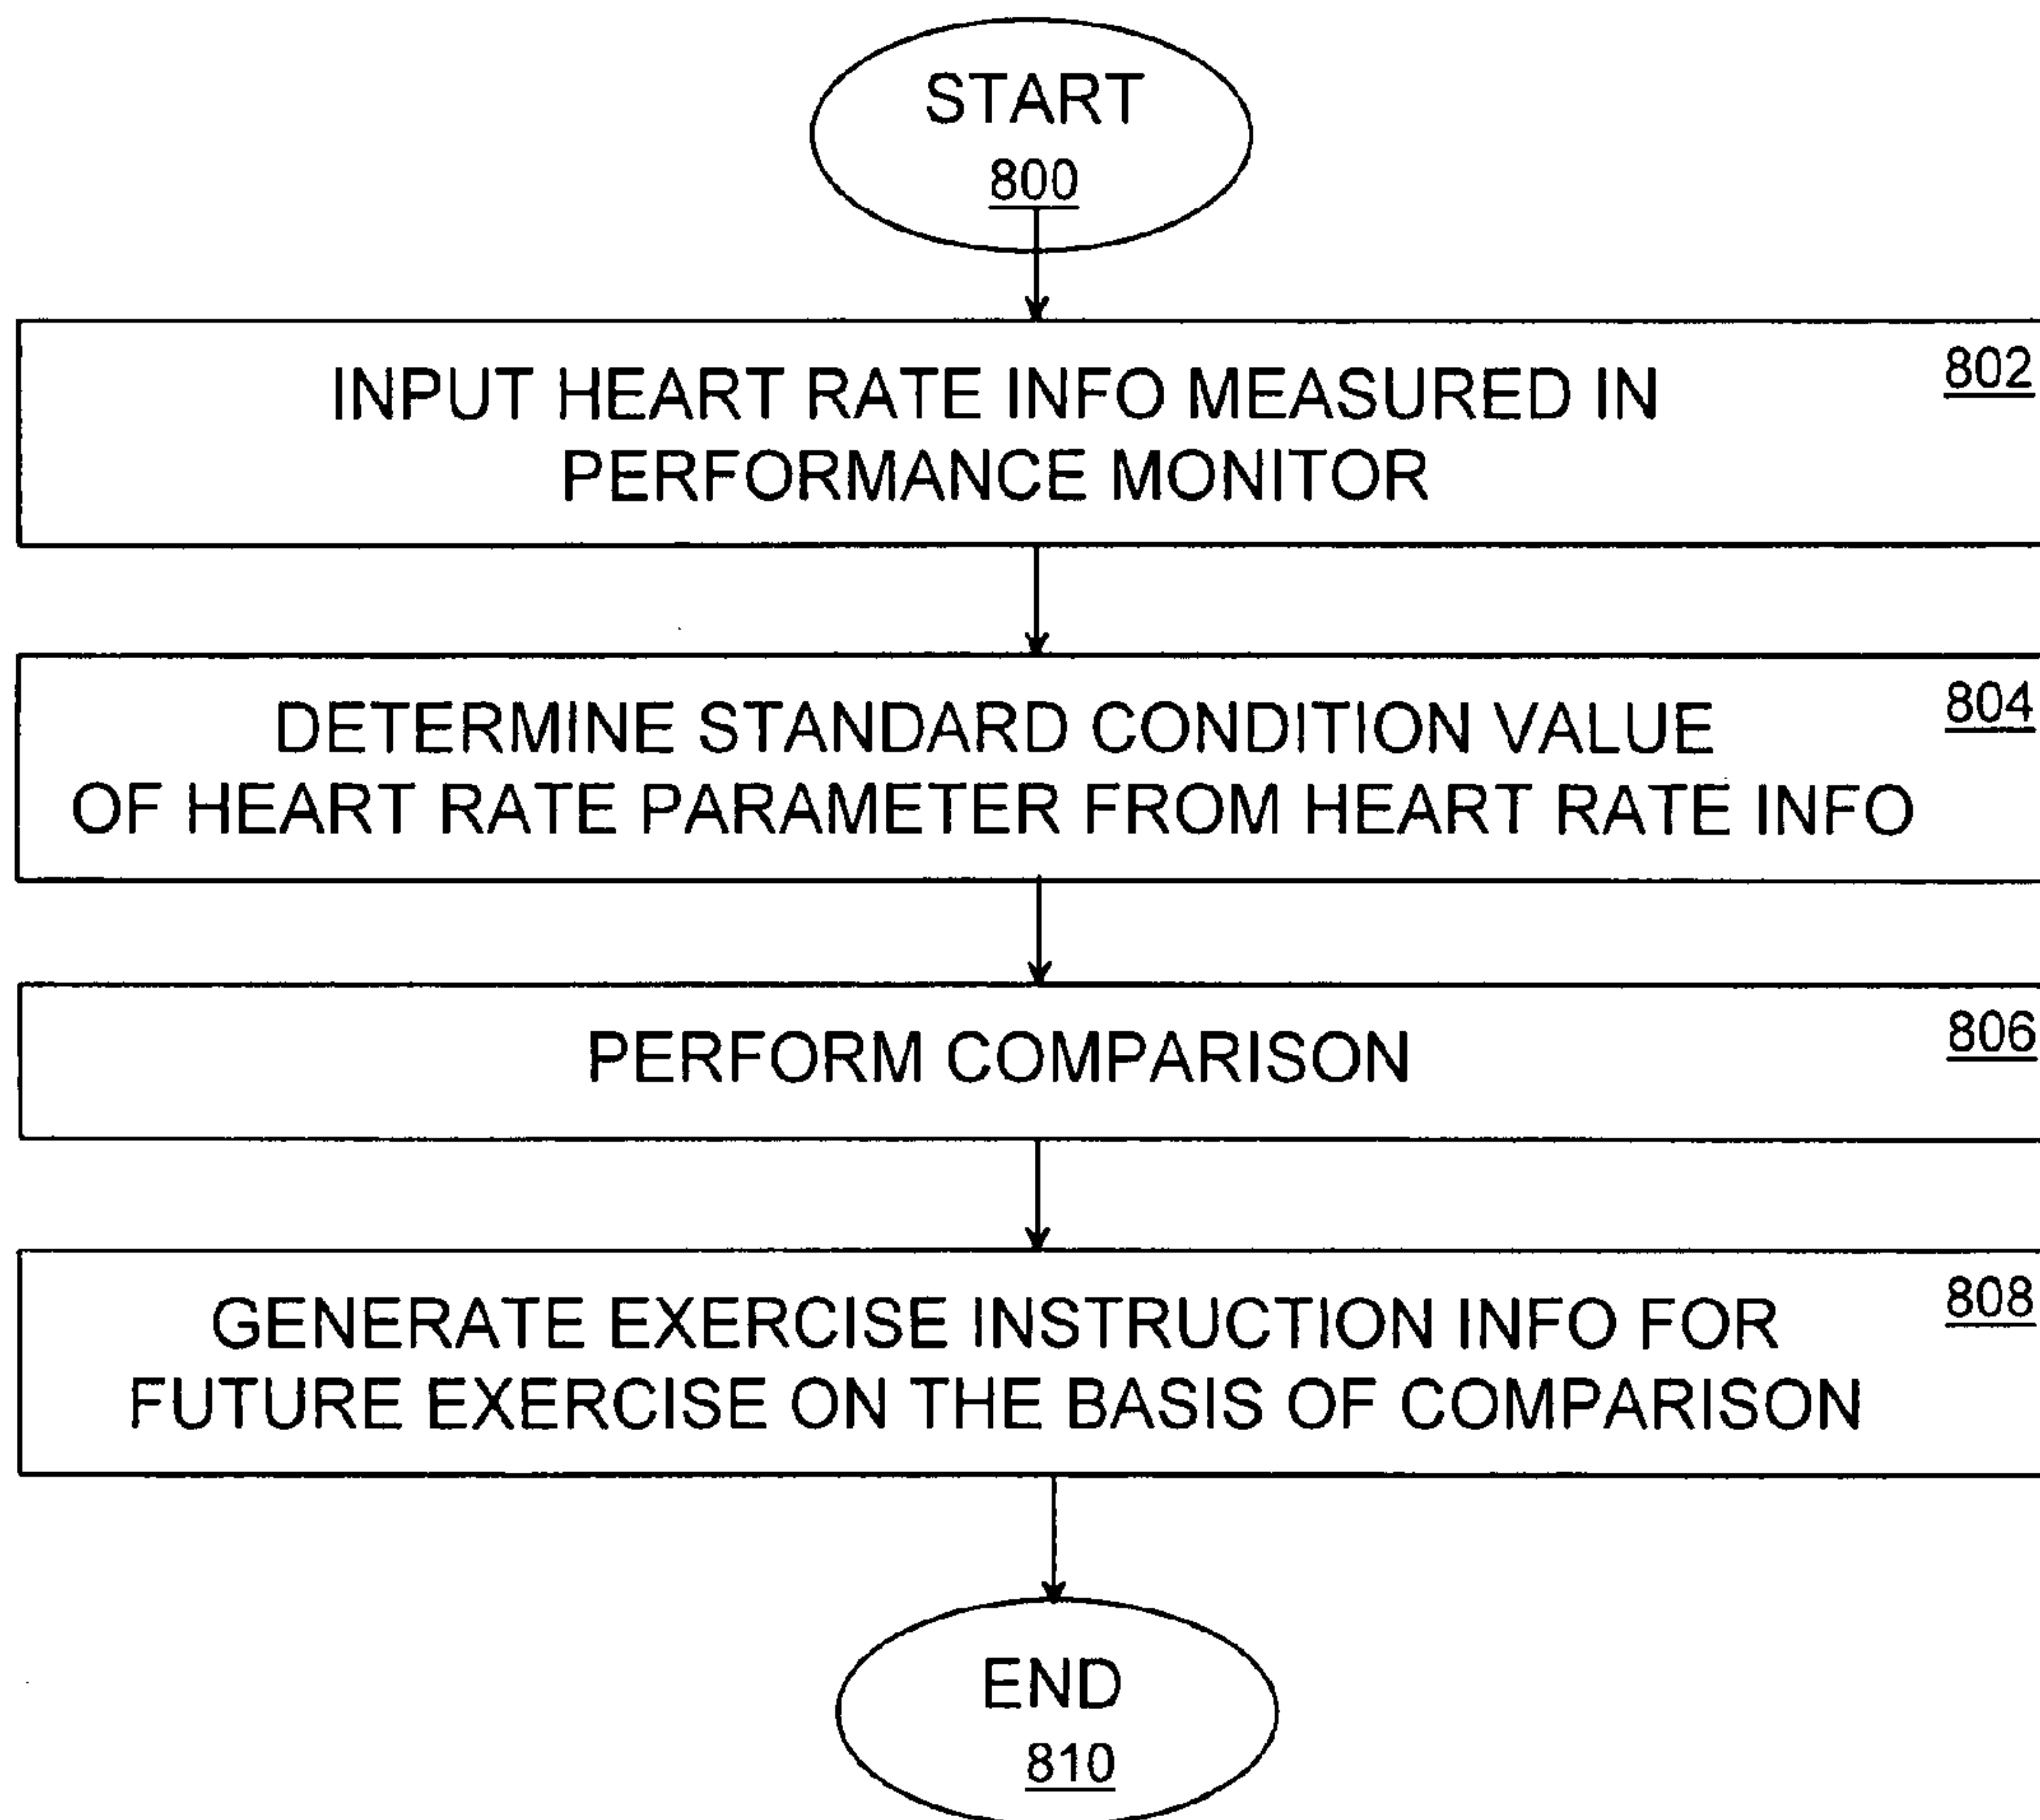 START
800
INPUT HEART RATE INFO MEASURED IN
PERFORMANCE MONITOR
802
DETERMINE STANDARD CONDITION VALUE
OF HEART RATE PARAMETER FROM HEART RATE INFO
804
PERFORM COMPARISON
806
GENERATE EXERCISE INSTRUCTION INFO FOR
FUTURE EXERCISE ON THE BASIS OF COMPARISON
808
END
810